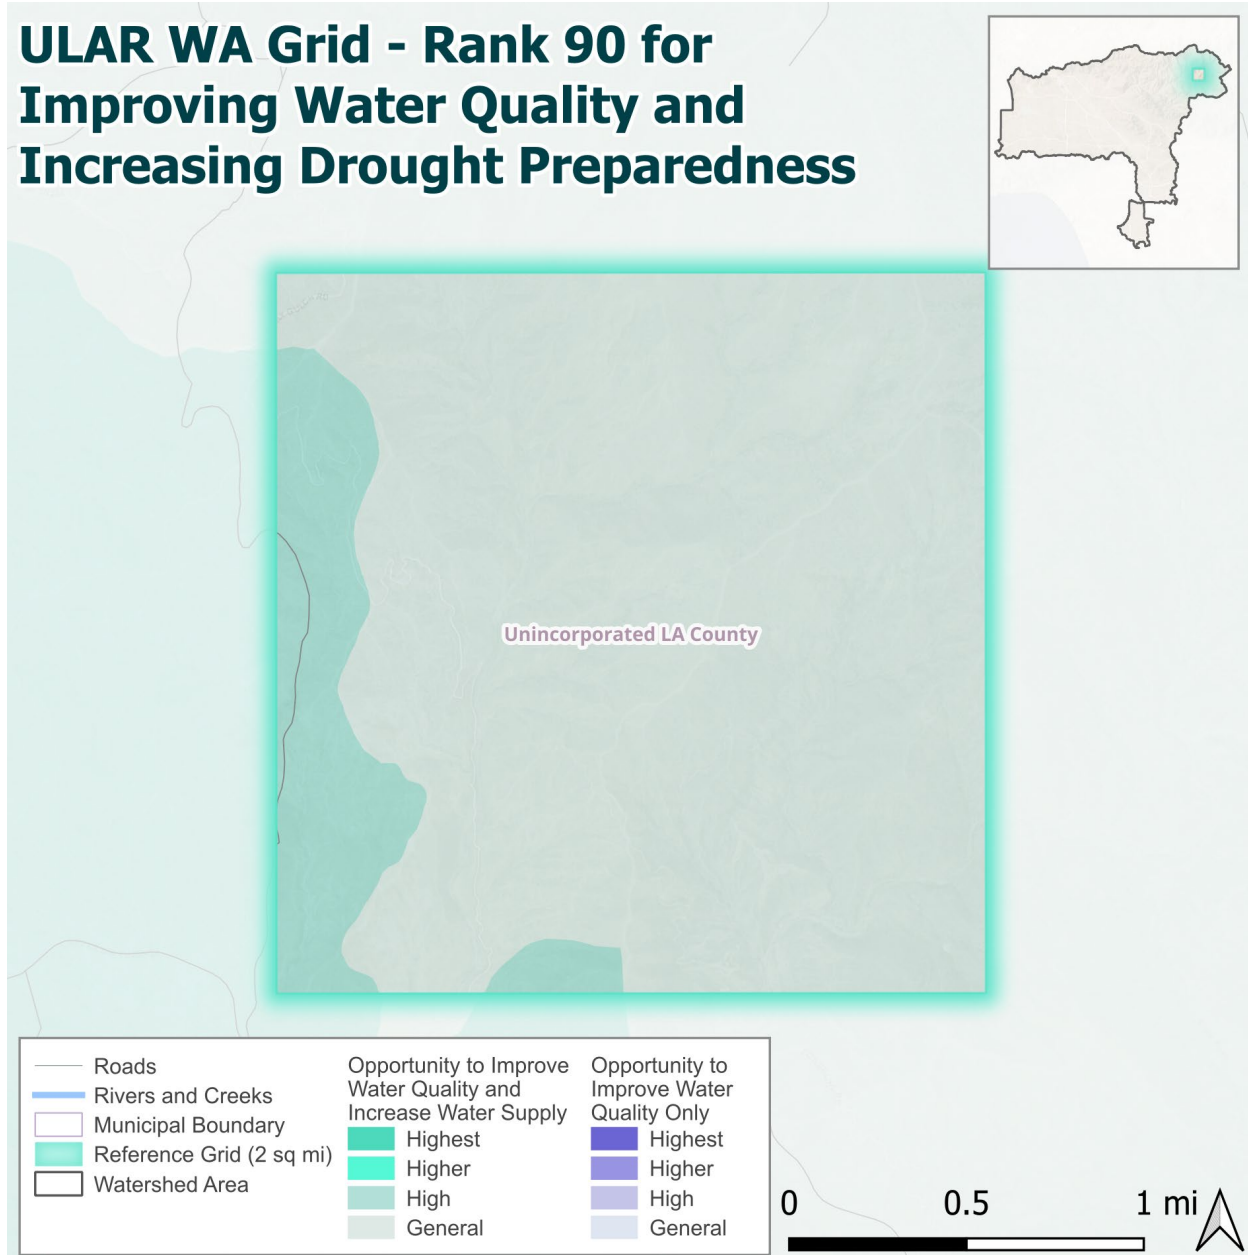 ULAR WA Grid - Rank 90 for
Improving Water Quality and
Increasing Drought Preparedness
Unincorporated LA County
Roads
Rivers and Creeks
Municipal Boundary
Reference Grid (2 sq mi)
Watershed Area
Opportunity to Improve
Water Quality and
Increase Water Supply
Highest
Higher
High
General
Opportunity to
Improve Water
Quality Only
Highest
Higher
High
General
0 0.5 1 mi